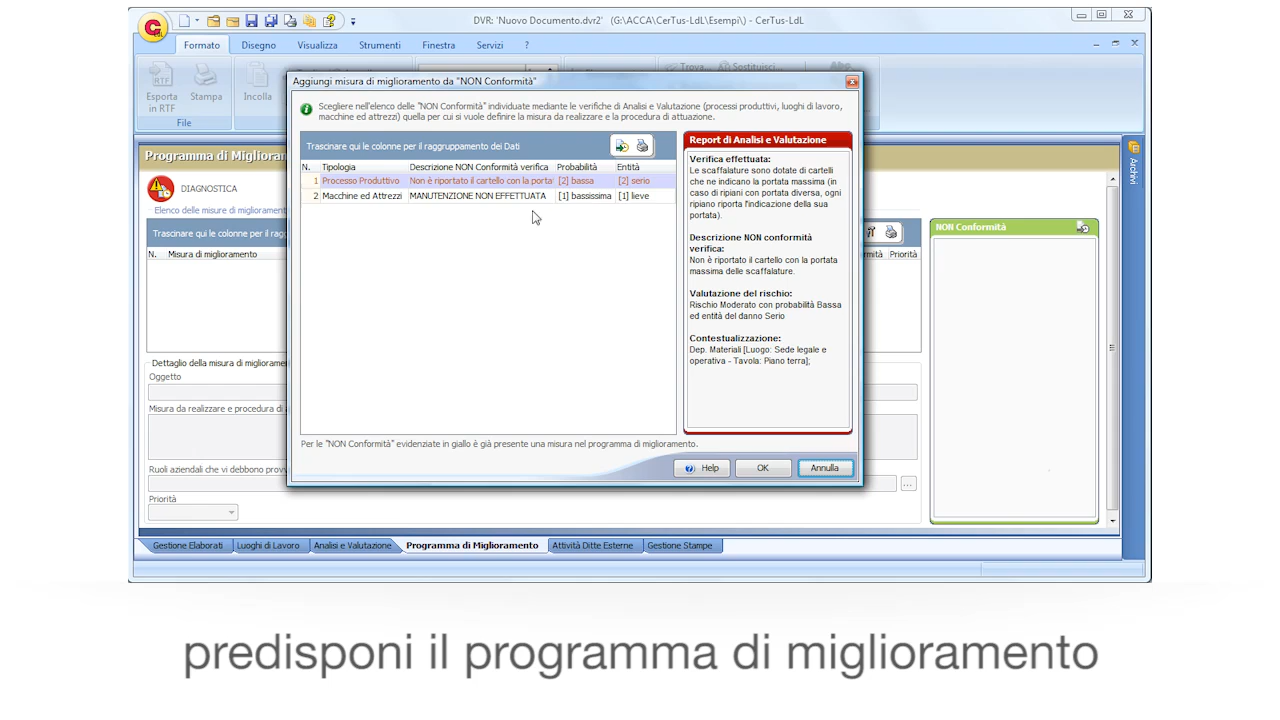 DVR: 'Nuovo Documento.dvr2' (G:\ACCA\CerTus-LdL\Esempi\) - CerTus-LdL
Formato Disegno Visualizza Strumenti Finestra Servizi ?
Trova... Sostituisci...
RTF
Esporta in RTF
Stampa
Incolla
File
Programma di Miglioram
DIAGNOSTICA
Elenco delle misure di miglioramento
Trascinare qui le colonne per il ragg
N. Misura di miglioramento
mità Priorità
Dettaglio della misura di miglioramen
Oggetto
Misura da realizzare e procedura di
Ruoli aziendali che vi debbono provv
Priorità
NON Conformità
Archivi
Aggiungi misura di miglioramento da "NON Conformità"
Scegliere nell'elenco delle "NON Conformità" individuate mediante le verifiche di Analisi e Valutazione (processi produttivi, luoghi di lavoro,
macchine ed attrezzi) quella per cui si vuole definire la misura da realizzare e la procedura di attuazione.
Trascinare qui le colonne per il raggruppamento dei Dati
N. Tipologia Descrizione NON Conformità verifica Probabilità Entità
1 Processo Produttivo Non è riportato il cartello con la porta [2] bassa [2] serio
2 Macchine ed Attrezzi MANUTENZIONE NON EFFETTUATA [1] bassissima [1] lieve
Report di Analisi e Valutazione
Verifica effettuata:
Le scaffalature sono dotate di cartelli
che ne indicano la portata massima (in
caso di ripiani con portata diversa, ogni
ripiano riporta l'indicazione della sua
portata).
Descrizione NON conformità
verifica:
Non è riportato il cartello con la portata
massima delle scaffalature.
Valutazione del rischio:
Rischio Moderato con probabilità Bassa
ed entità del danno Serio
Contestualizzazione:
Dep. Materiali [Luogo: Sede legale e
operativa - Tavola: Piano terra];
Per le "NON Conformità" evidenziate in giallo è già presente una misura nel programma di miglioramento.
Help OK Annulla
Gestione Elaborati Luoghi di Lavoro Analisi e Valutazione Programma di Miglioramento Attività Ditte Esterne Gestione Stampe
predisponi il programma di miglioramento